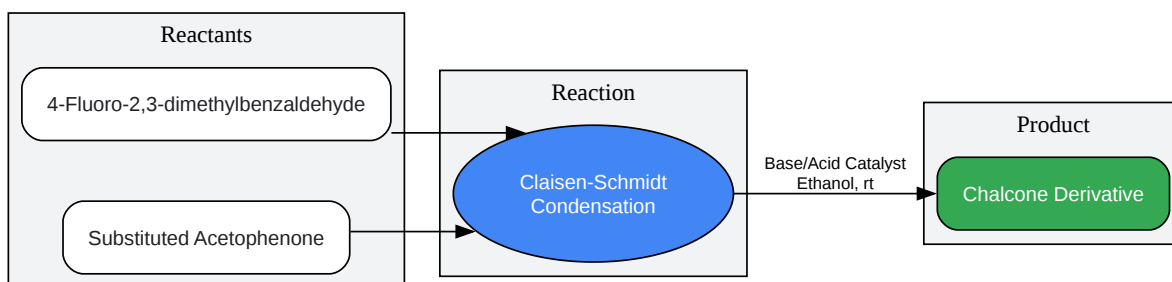 Reactants
4-Fluoro-2,3-dimethylbenzaldehyde
Substituted Acetophenone
Reaction
Claisen-Schmidt
Condensation
Base/Acid Catalyst
Ethanol, rt
Product
Chalcone Derivative